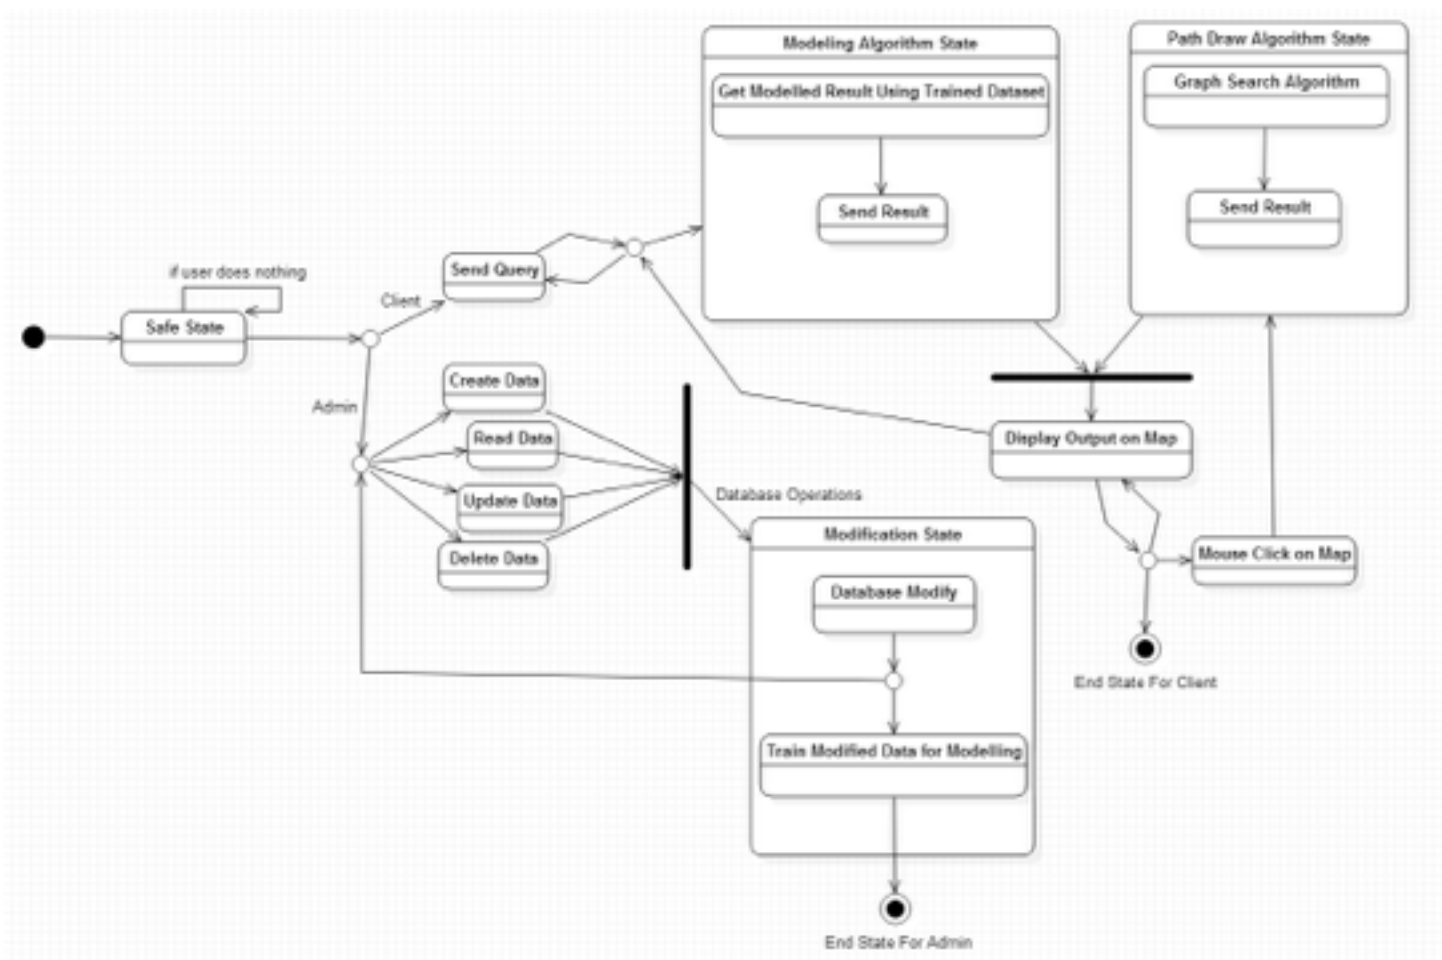 Modeling Algorithm State
Get Modelled Result Using Trained Dataset
Send Result
Path Draw Algorithm State
Graph Search Algorithm
Send Result
if user does nothing
Safe State
Client
Send Query
Admin
Create Data
Read Data
Update Data
Delete Data
Database Operations
Display Output on Map
Mouse Click on Map
End State For Client
Modification State
Database Modify
Train Modified Data for Modelling
End State For Admin